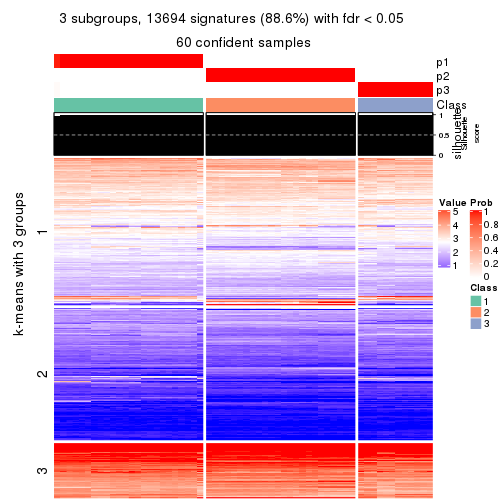 3 subgroups, 13694 signatures (88.6%) with fdr < 0.05
60 confident samples
p1
p2
p3
Class
silhouette
Silhouette
score
1
0.5
0
k-means with 3 groups
1
2
3
Value
5
4
3
2
1
Prob
1
0.8
0.6
0.4
0.2
0
Class
1
2
3